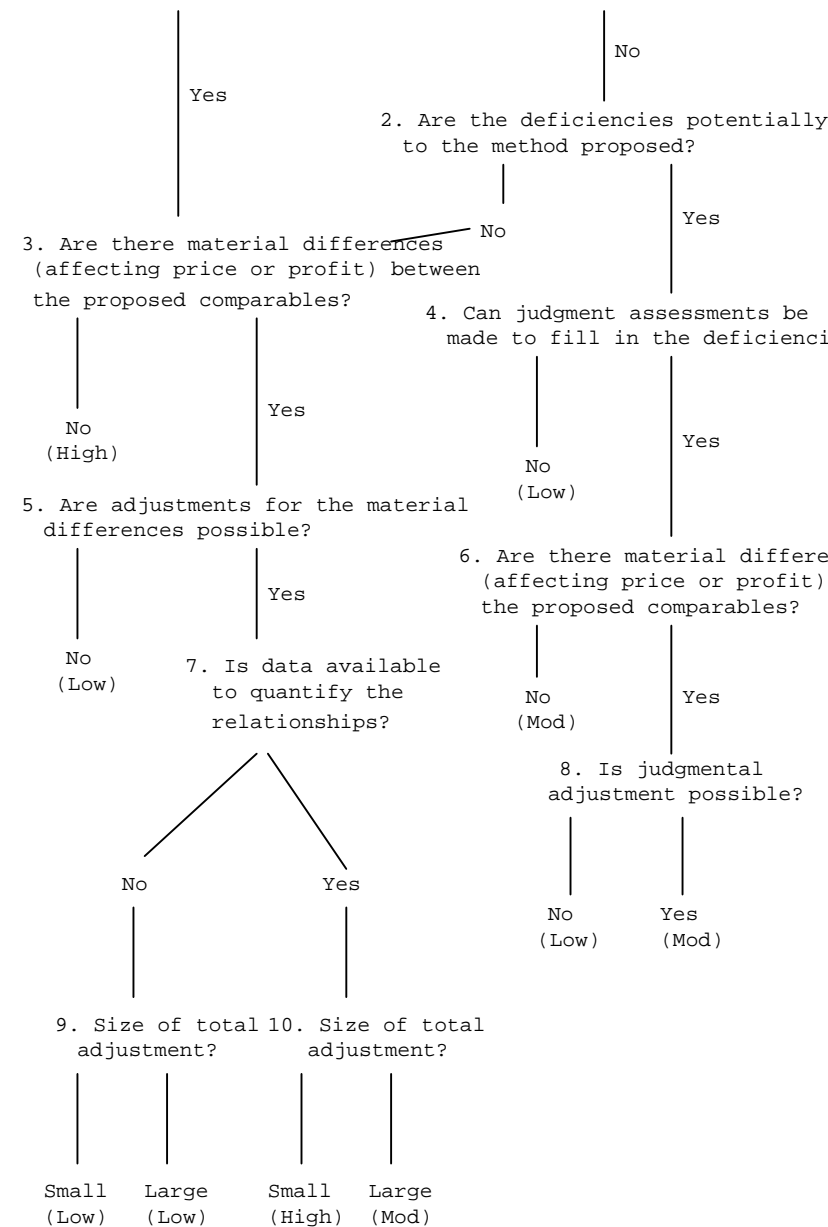 No
Yes
2. Are the deficiencies potentially
to the method proposed?
No
Yes
3. Are there material differences
(affecting price or profit) between
the proposed comparables?
4. Can judgment assessments be
made to fill in the deficienci
No
(High)
Yes
No
(Low)
Yes
5. Are adjustments for the material
differences possible?
6. Are there material differe
(affecting price or profit)
the proposed comparables?
No
(Low)
Yes
7. Is data available
to quantify the
relationships?
No
(Mod)
Yes
8. Is judgmental
adjustment possible?
No
Yes
No
(Low)
Yes
(Mod)
9. Size of total
adjustment?
10. Size of total
adjustment?
Small
(Low)
Large
(Low)
Small
(High)
Large
(Mod)